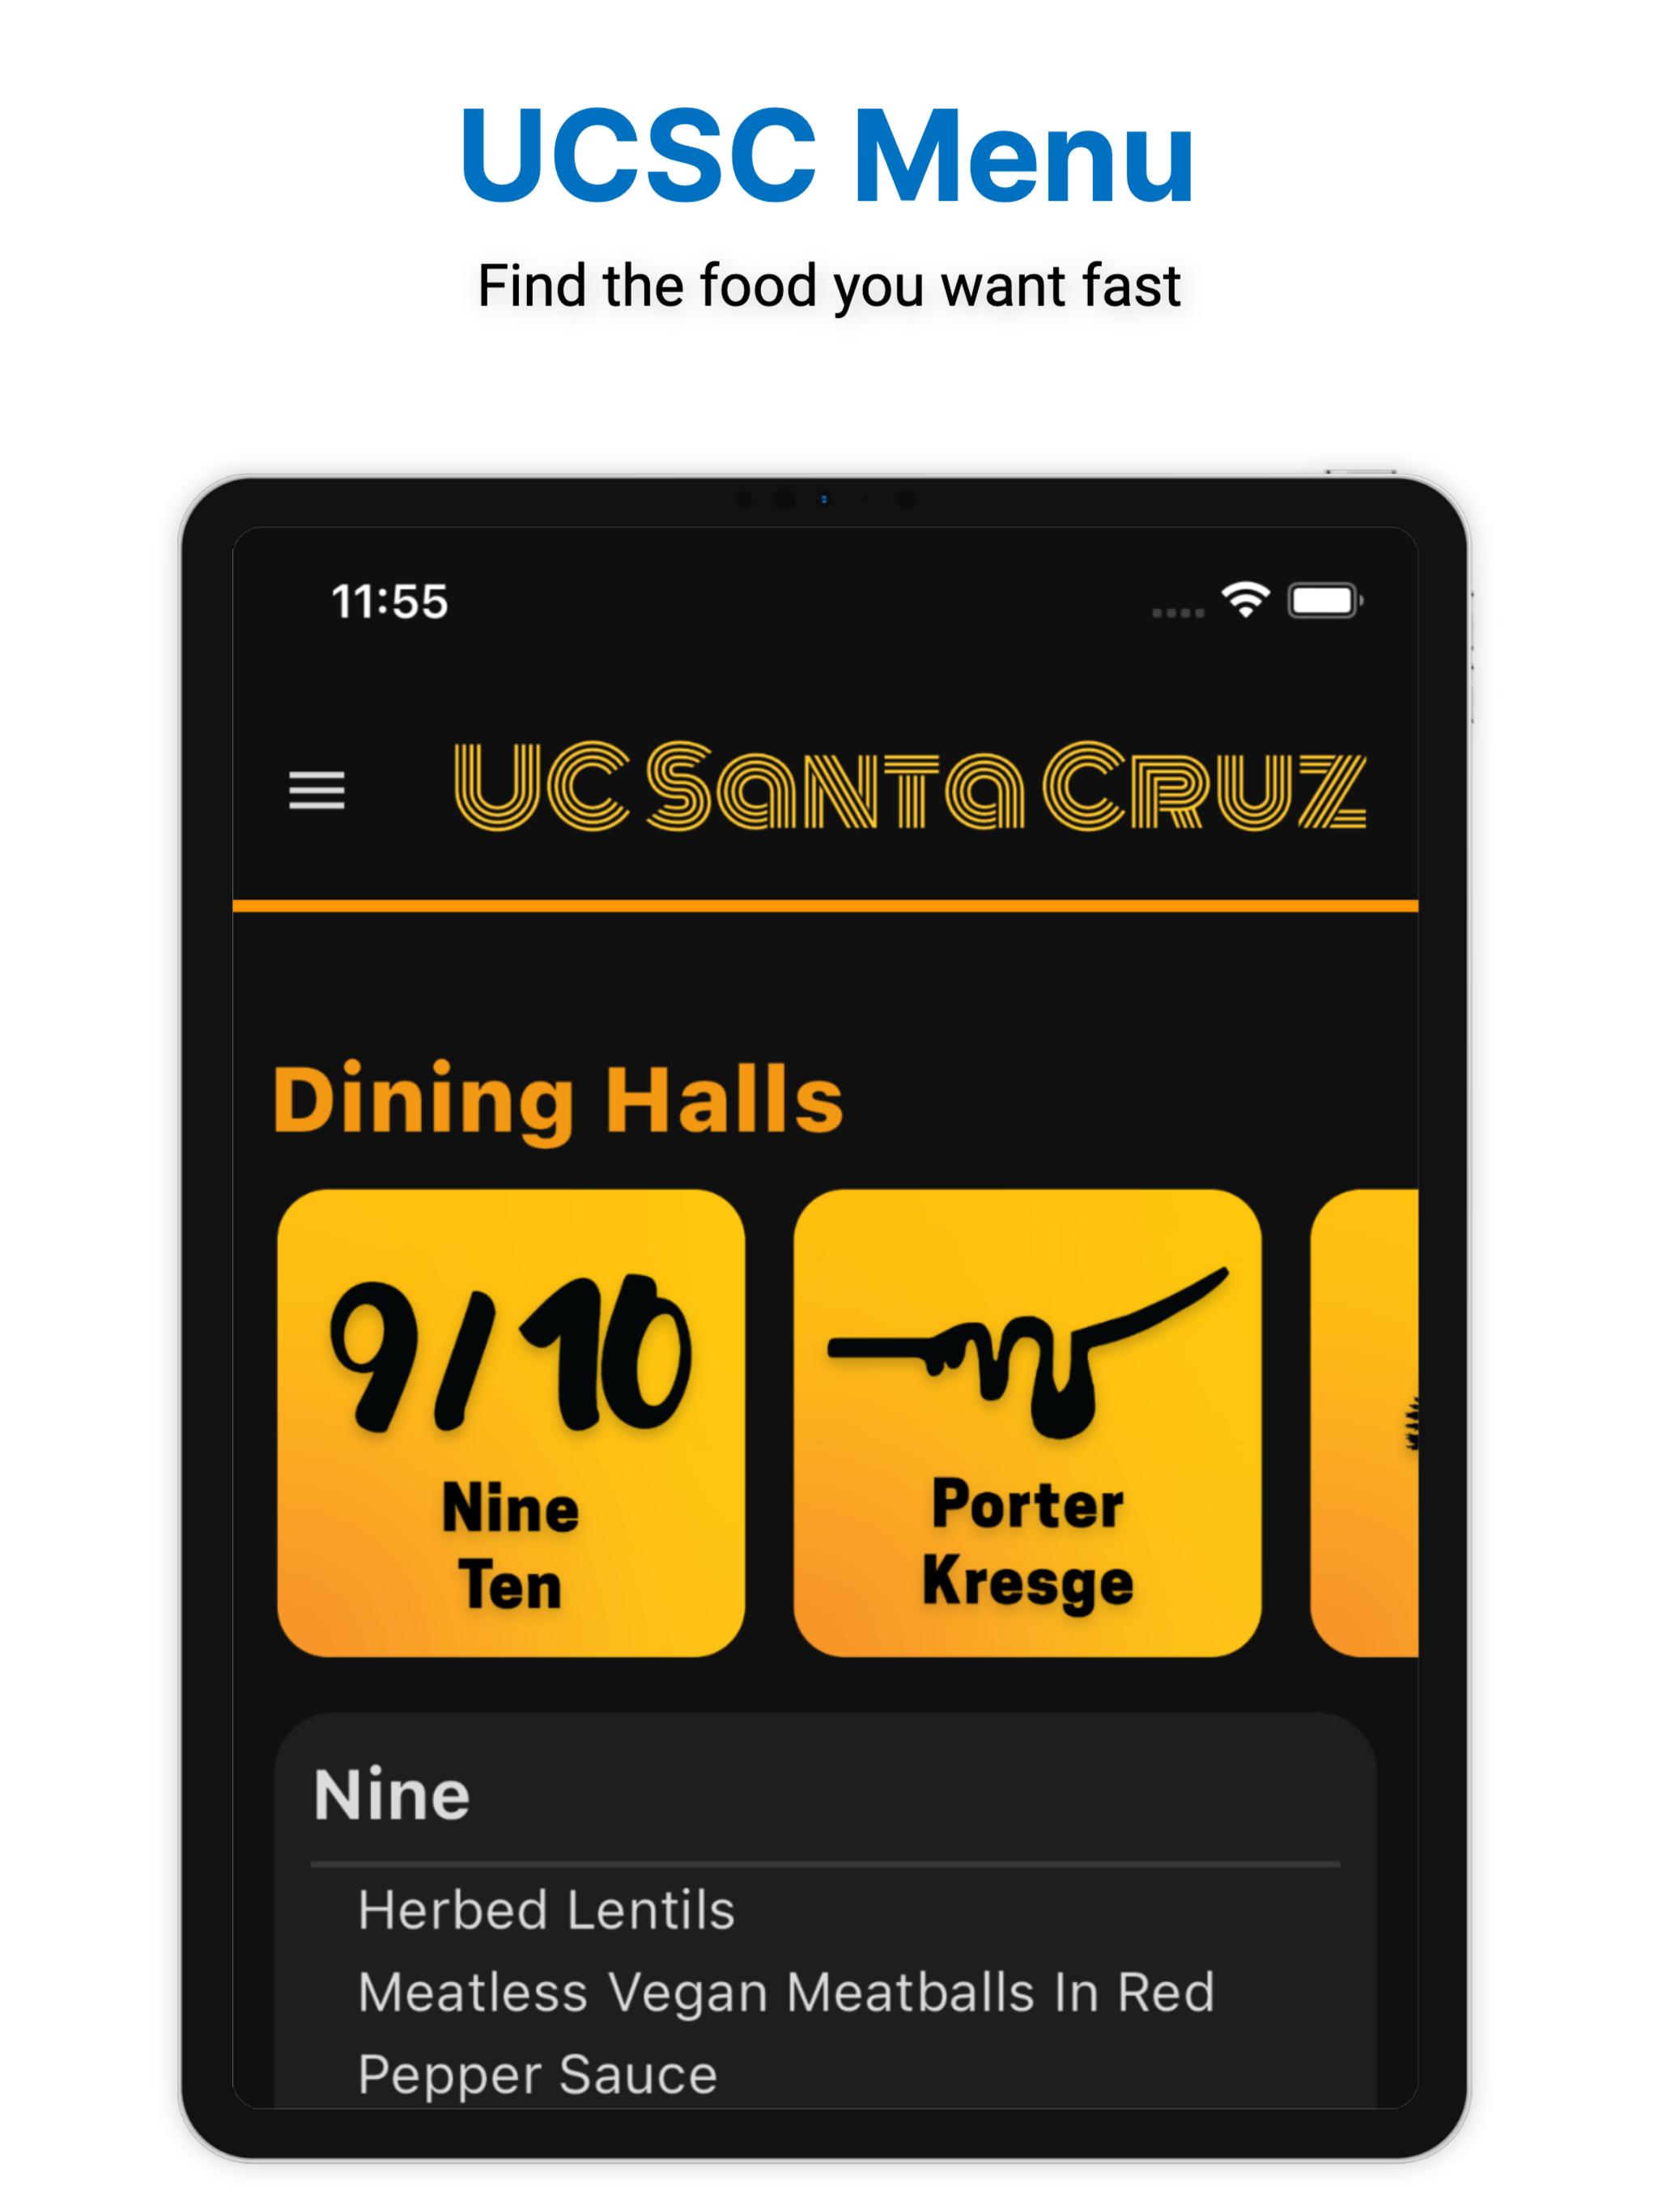 UCSC Menu
Find the food you want fast
11:55
UC Santa Cruz
Dining Halls
9/10
Nine
Ten
Porter
Kresge
Nine
Herbed Lentils
Meatless Vegan Meatballs In Red
Pepper Sauce